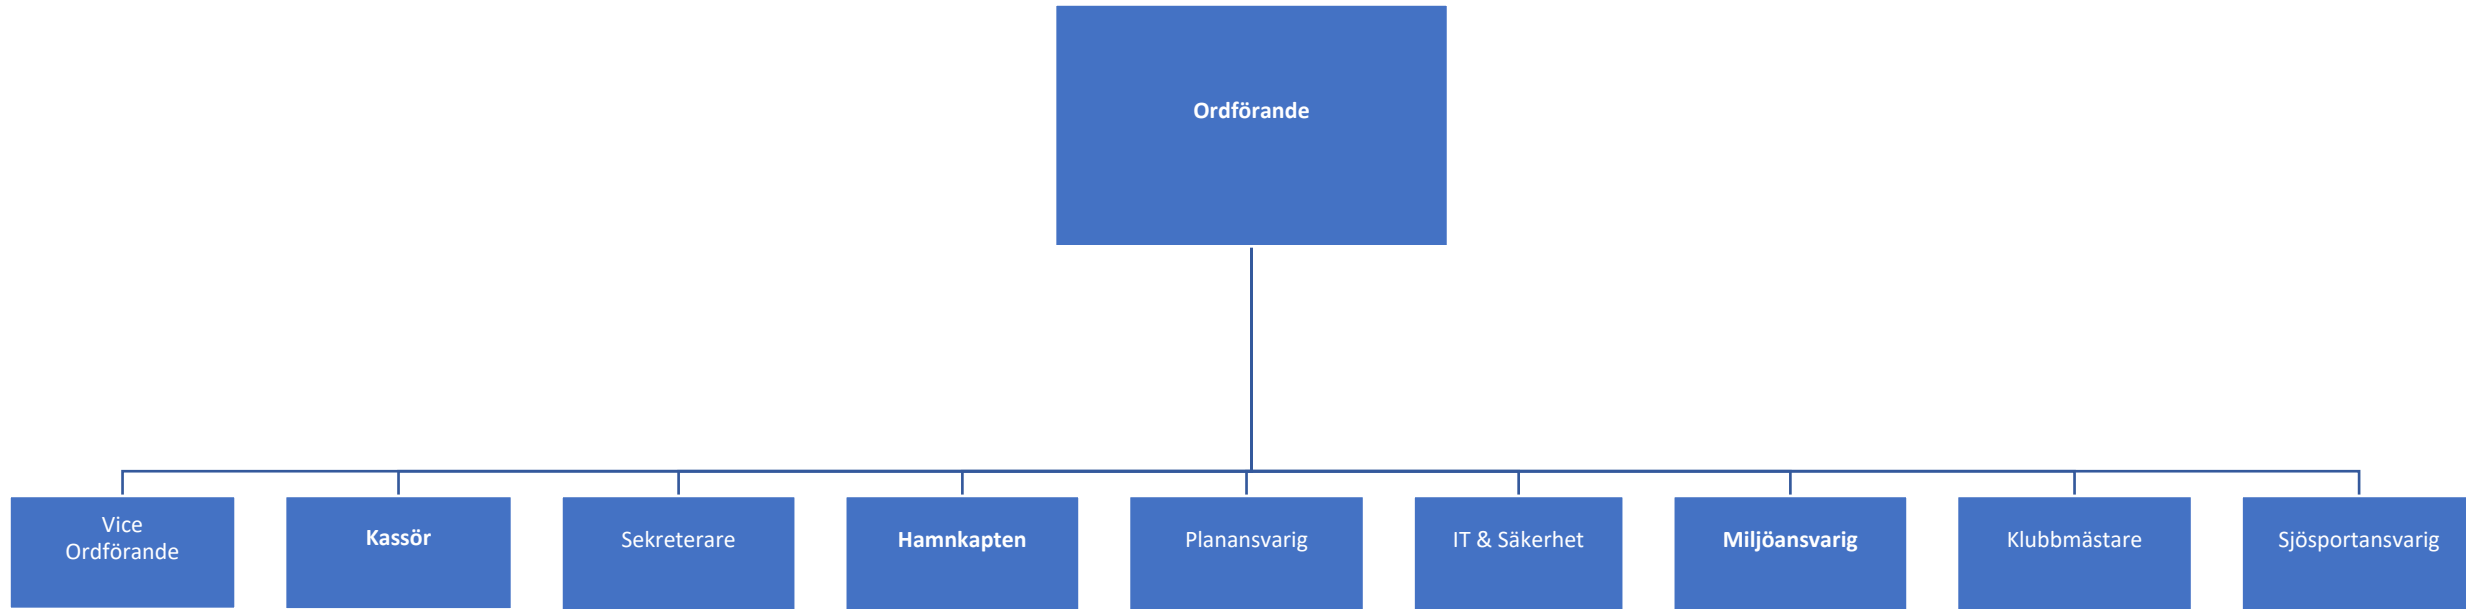 Ordförande
Vice
Ordförande
Kassör
Sekreterare
Hamnkapten
Planansvarig
IT & Säkerhet
Miljöansvarig
Klubbmästare
Sjösportansvarig